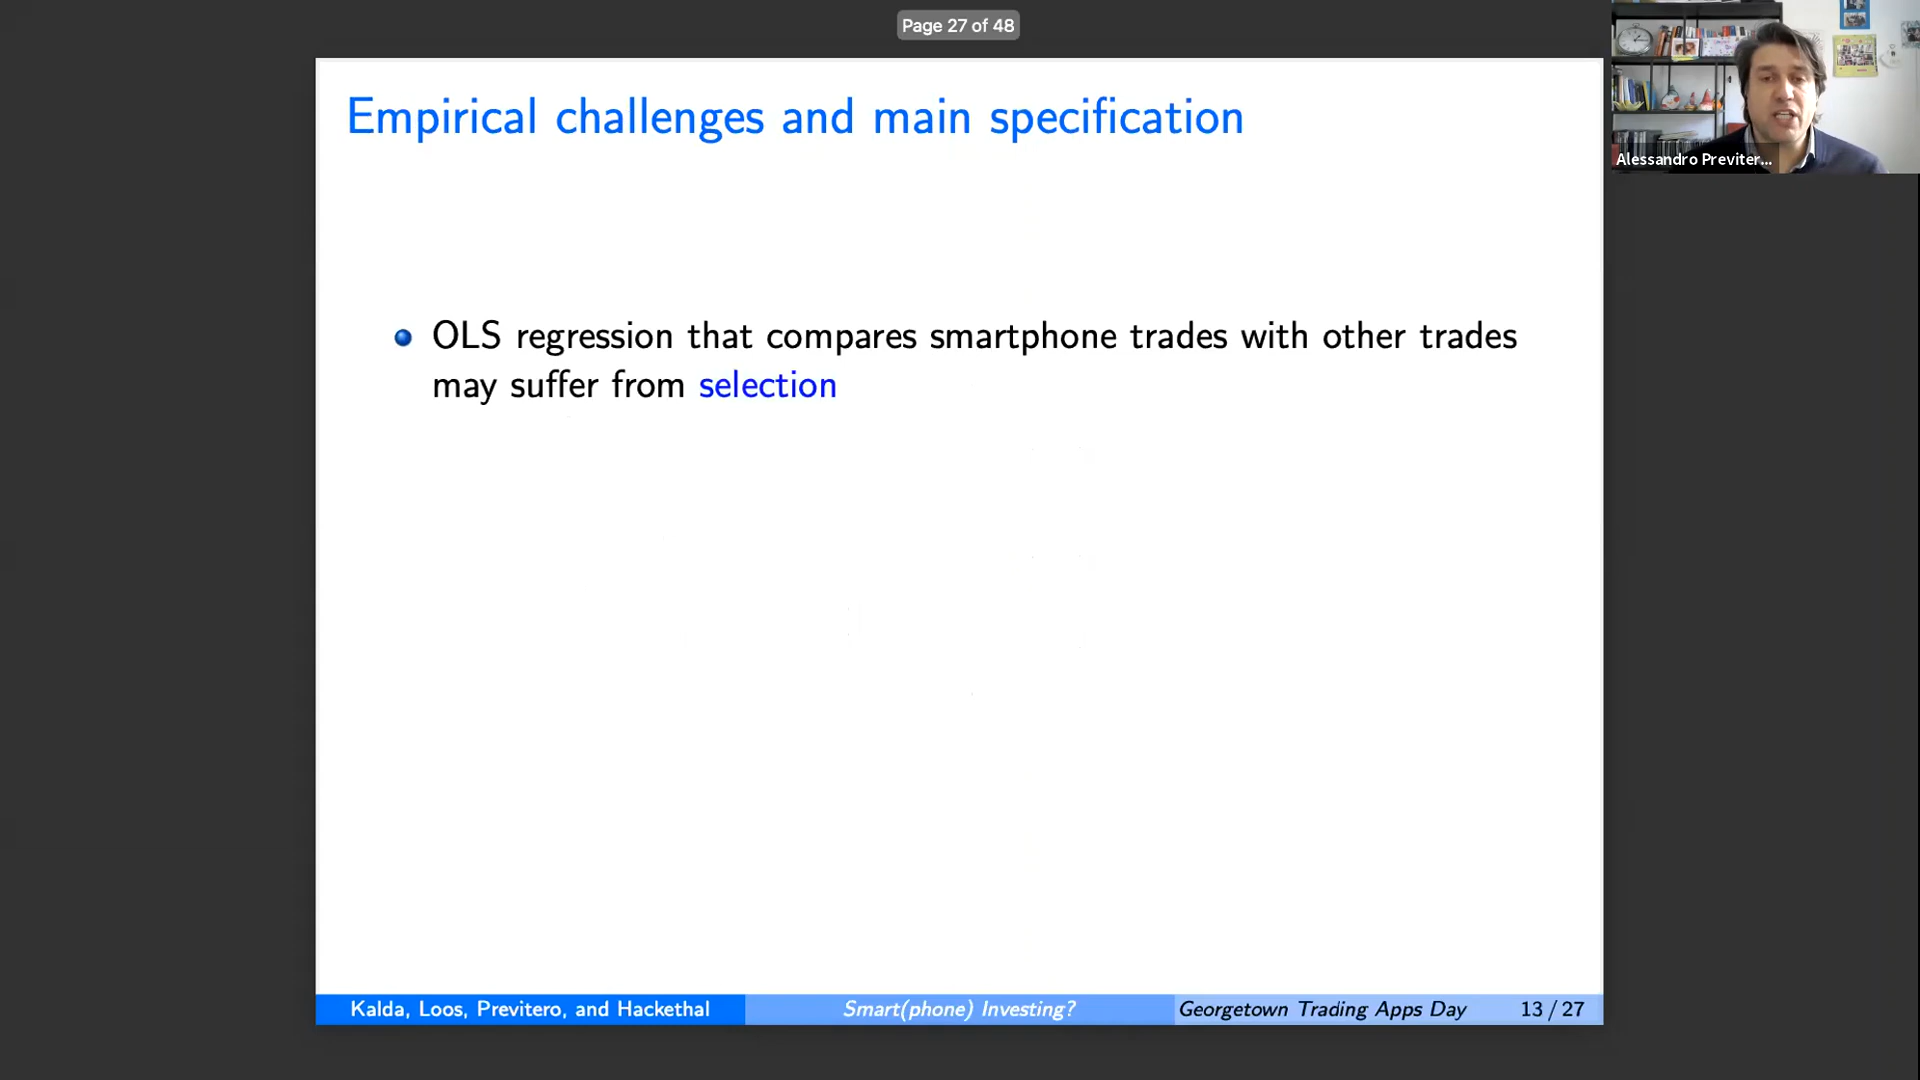 Page 27 of 48
Empirical challenges and main specification
OLS regression that compares smartphone trades with other trades
may suffer from selection
Alessandro Previter...
Kalda, Loos, Previtero, and Hackethal
Smart(phone) Investing?
Georgetown Trading Apps Day
13 / 27